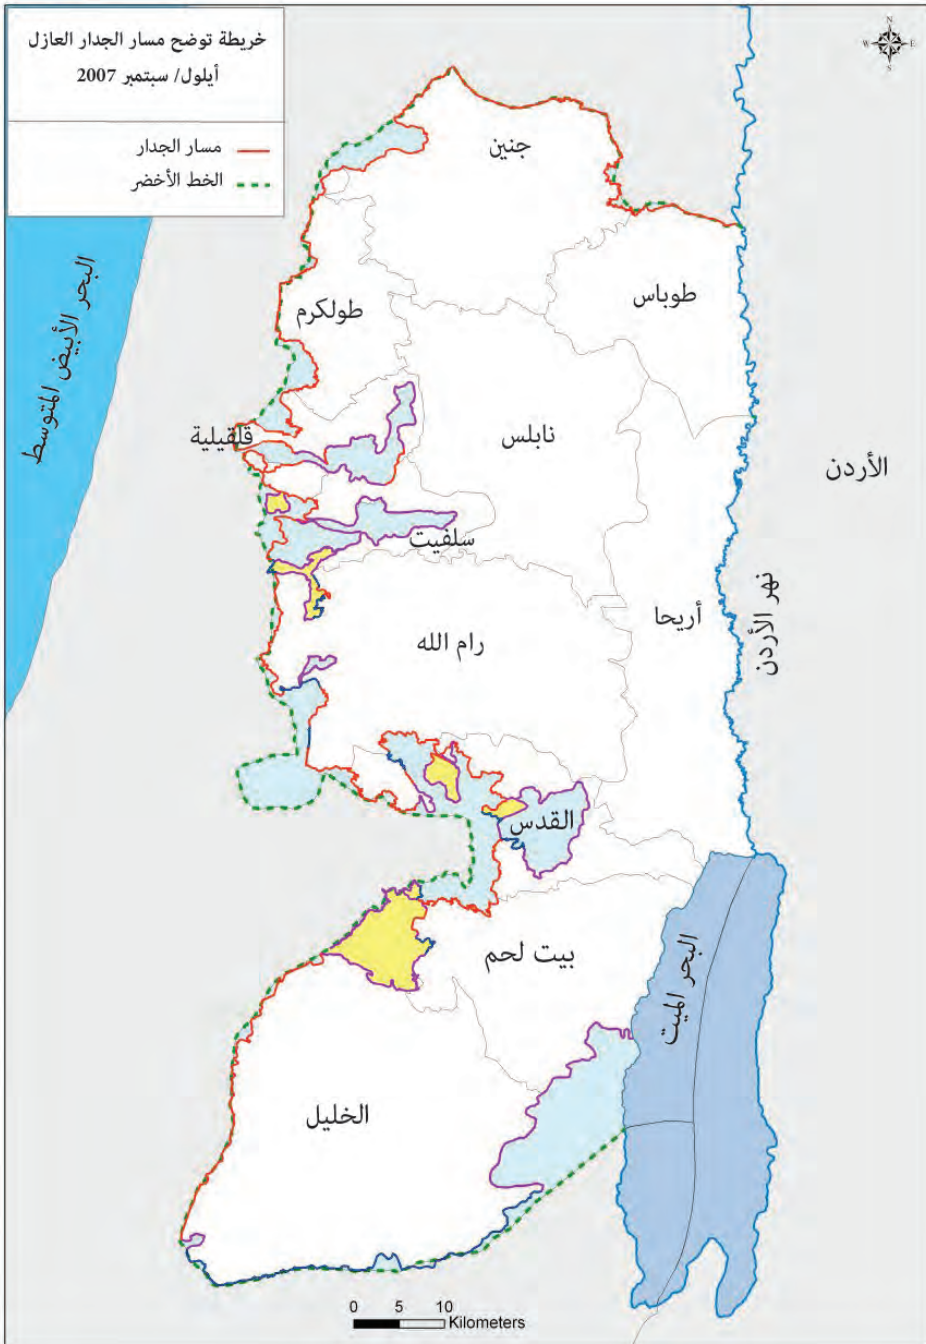 خريطة توضح مسار الجدار العازل
أيلول/ سبتمبر 2007
مسار الجدار
الخط الأخضر
N
W E
S
جنين
طوباس
طولكرم
البحر الأبيض المتوسط
نابلس
قلقيلية
الأردن
سلفيت
أريحا
نهر الأردن
رام الله
القدس
بيت لحم
البحر الميت
الخليل
0 5 10
Kilometers